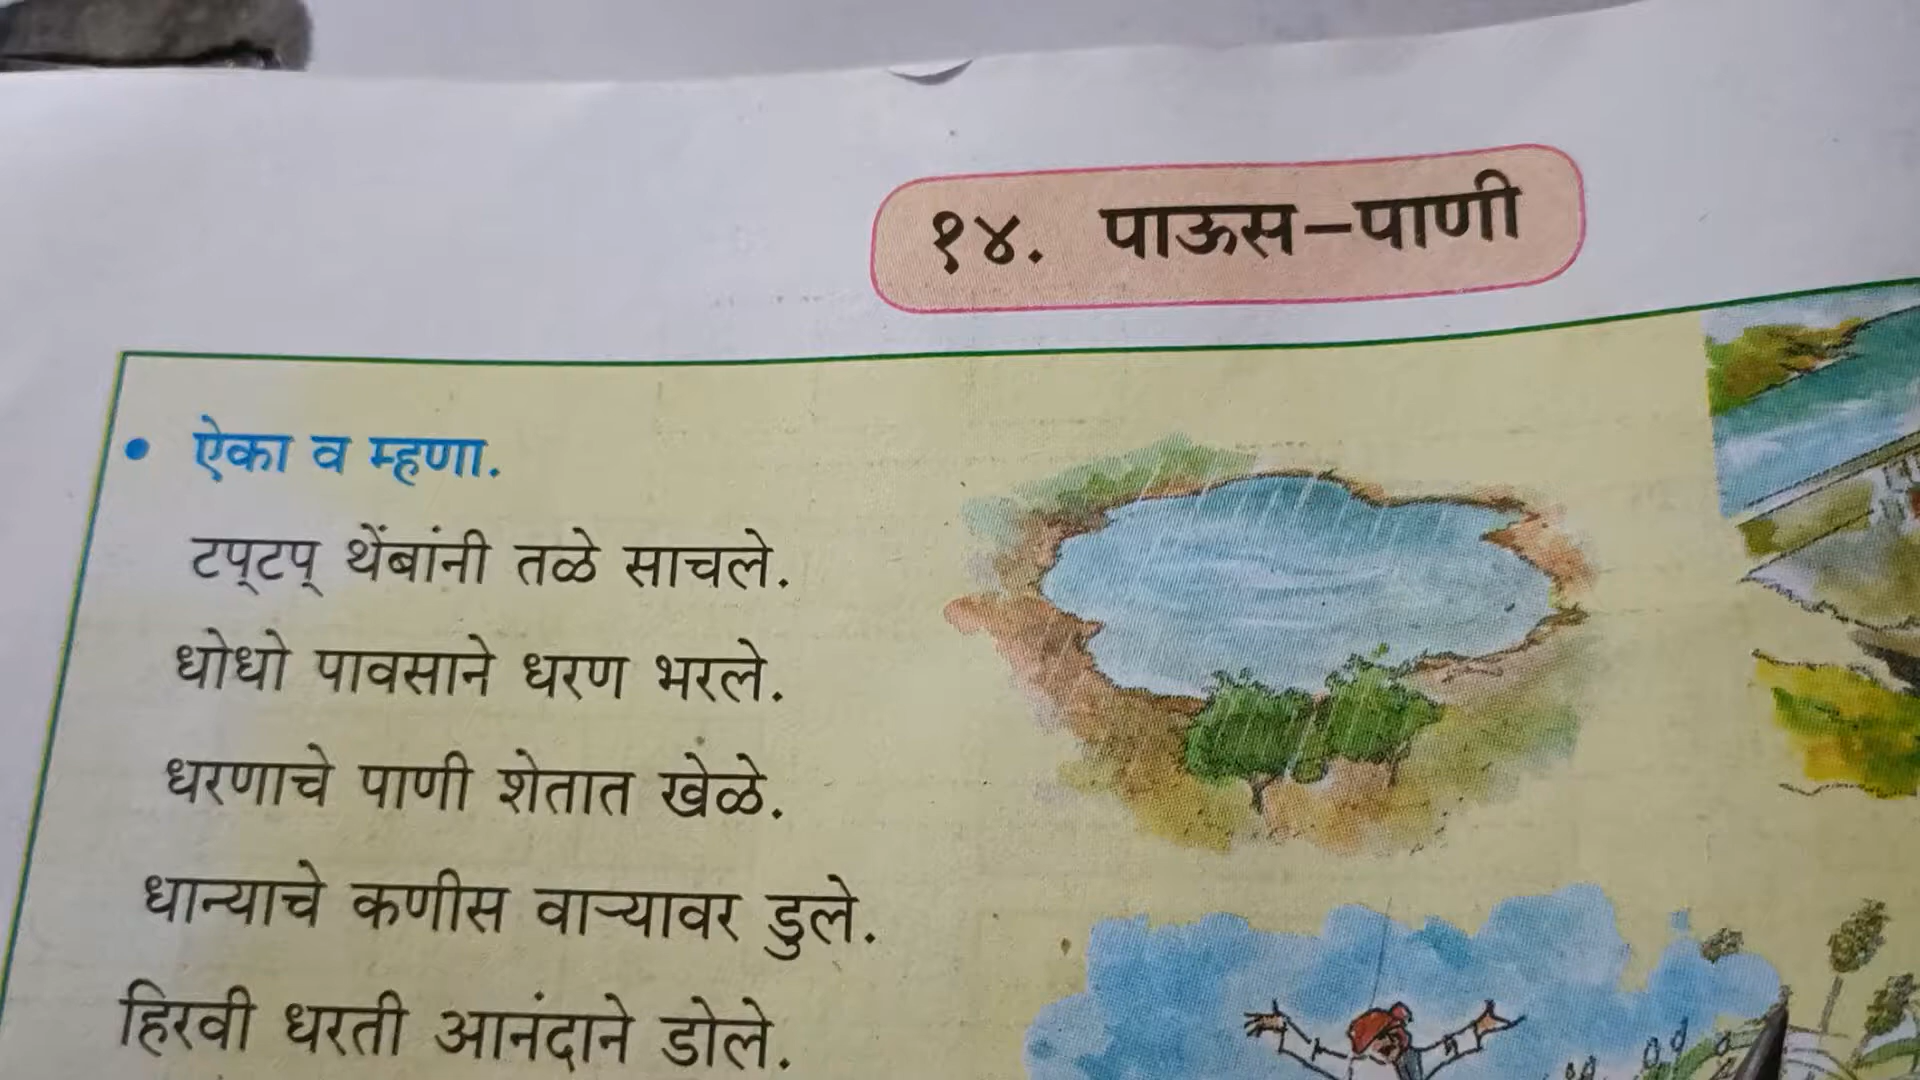 १४. पाऊस–पाणी
• ऐका व म्हणा.
टप्‌टप् थेंबांनी तळे साचले.
धोधो पावसाने धरण भरले.
धरणाचे पाणी शेतात खेळे.
धान्याचे कणीस वाऱ्यावर डुले.
हिरवी धरती आनंदाने डोले.